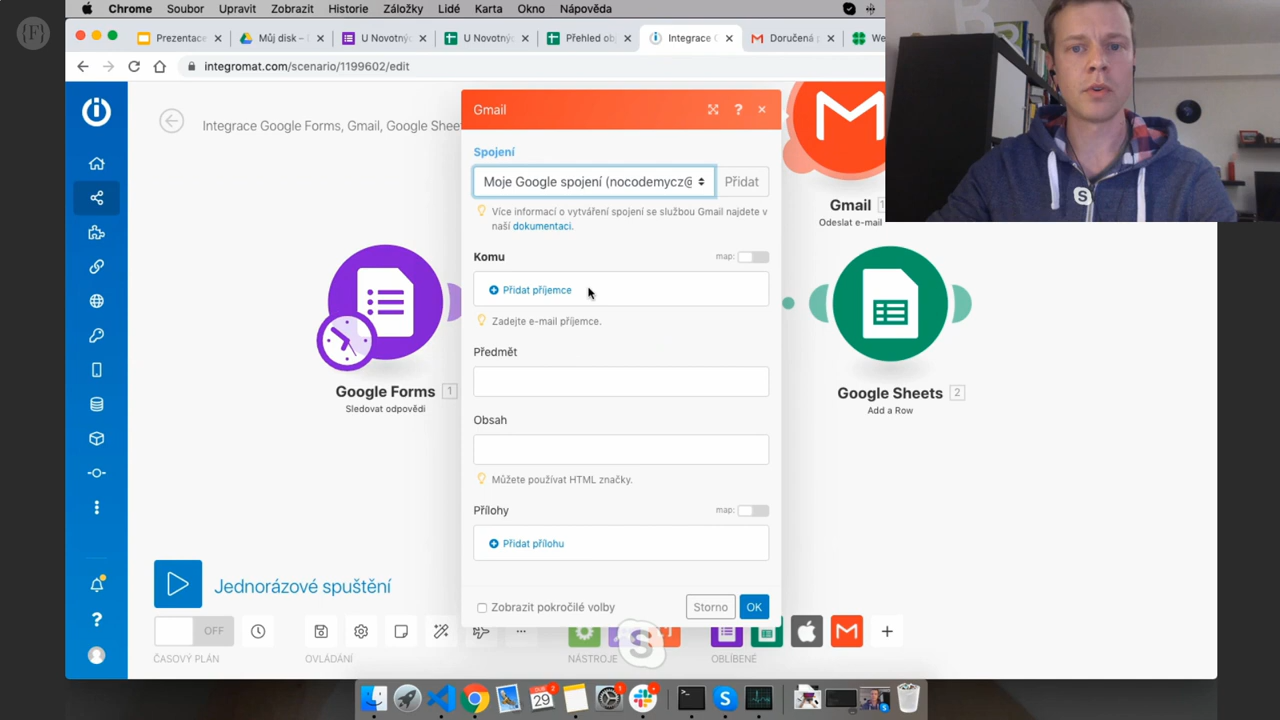 Chrome Soubor Upravit Zobrazit Historie Záložky Lidé Karta Okno Nápověda
Prezentace Můj disk – U Novotný U Novotný Přehled ob Integrace G Doručená p We
integromat.com/scenario/1199602/edit
Integrace Google Forms, Gmail, Google Shee
Gmail
Spojení
Moje Google spojení (nocodemycz@ Přidat
Více informací o vytváření spojení se službou Gmail najdete v
naší dokumentaci.
Komu map:
Přidat příjemce
Zadejte e-mail příjemce.
Předmět
Obsah
Můžete používat HTML značky.
Přílohy map:
Přidat přílohu
Zobrazit pokročilé volby Storno OK
Gmail 1
Odeslat e-mail
Google Forms 1
Sledovat odpovědi
Google Sheets 2
Add a Row
Jednorázové spuštění
OFF
ČASOVÝ PLÁN OVLÁDÁNÍ NÁSTROJE OBLÍBENÉ
29